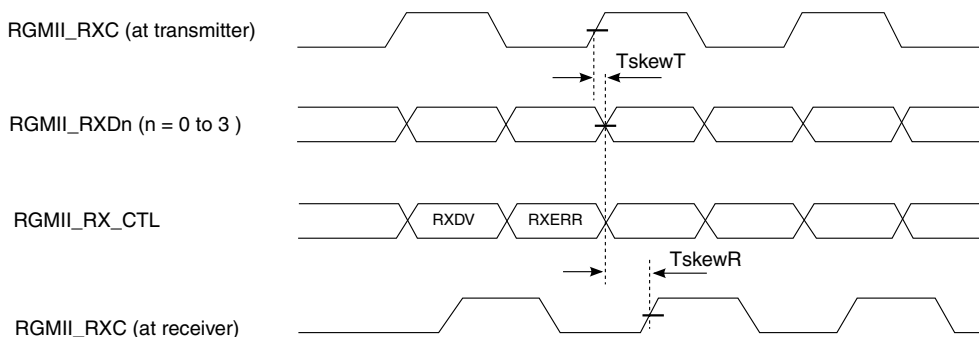 RGMII_RXC (at transmitter)
TskewT
RGMII_RXDn (n = 0 to 3 )
RGMII_RX_CTL
RXDV
RXERR
TskewR
RGMII_RXC (at receiver)